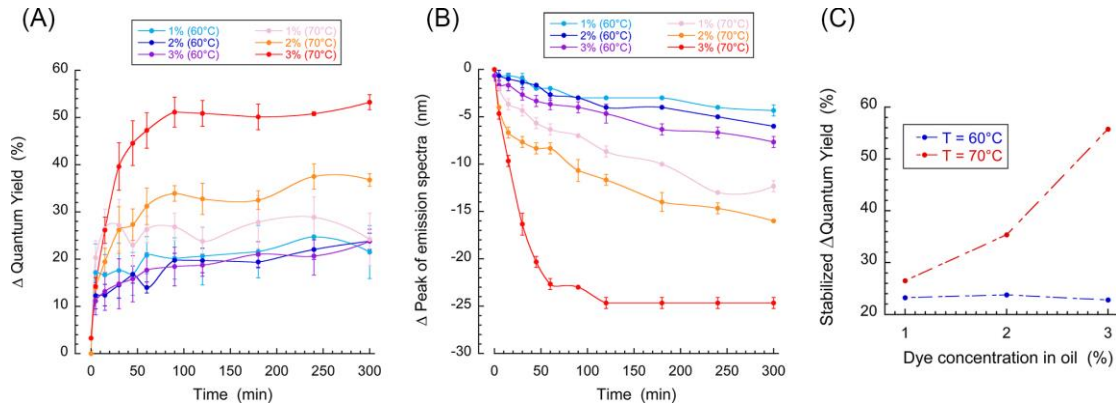 (A)
1% (60°C)
2% (60°C)
3% (60°C)
1% (70°C)
2% (70°C)
3% (70°C)
Δ Quantum Yield (%)
60
50
40
30
20
10
0
0 50 100 150 200 250 300
Time (min)
(B)
1% (60°C)
2% (60°C)
3% (60°C)
1% (70°C)
2% (70°C)
3% (70°C)
Δ Peak of emission spectra (nm)
0
-5
-10
-15
-20
-25
-30
0 50 100 150 200 250 300
Time (min)
(C)
T = 60°C
T = 70°C
Stabilized ΔQuantum Yield (%)
60
50
40
30
20
1 2 3
Dye concentration in oil (%)